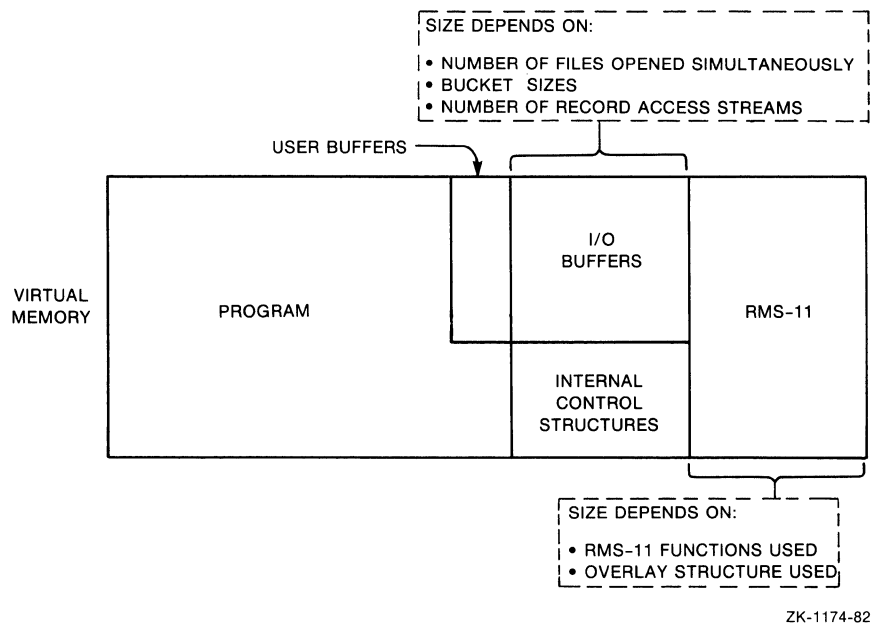 SIZE DEPENDS ON:
• NUMBER OF FILES OPENED SIMULTANEOUSLY
• BUCKET SIZES
• NUMBER OF RECORD ACCESS STREAMS
USER BUFFERS
I/O
BUFFERS
VIRTUAL
MEMORY
PROGRAM
RMS-11
INTERNAL
CONTROL
STRUCTURES
SIZE DEPENDS ON:
• RMS-11 FUNCTIONS USED
• OVERLAY STRUCTURE USED
ZK-1174-82